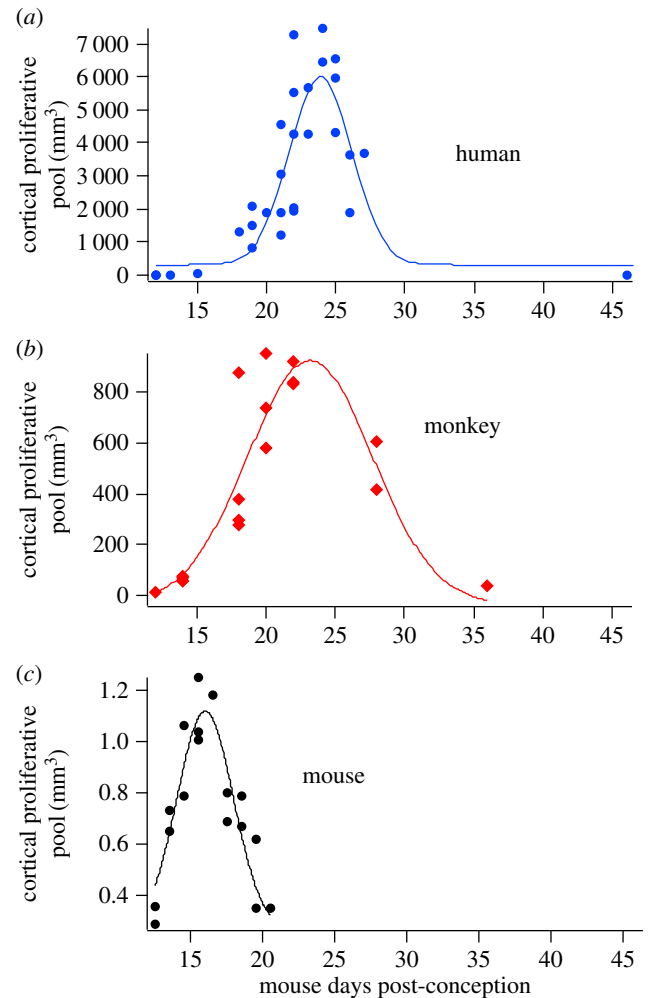 (a)
cortical proliferative
pool (mm³)
7 000
6 000
5 000
4 000
3 000
2 000
1 000
0
human
15 20 25 30 35 40 45
(b)
cortical proliferative
pool (mm³)
800
600
400
200
0
monkey
15 20 25 30 35 40 45
(c)
cortical proliferative
pool (mm³)
1.2
1.0
0.8
0.6
0.4
mouse
15 20 25 30 35 40 45
mouse days post-conception